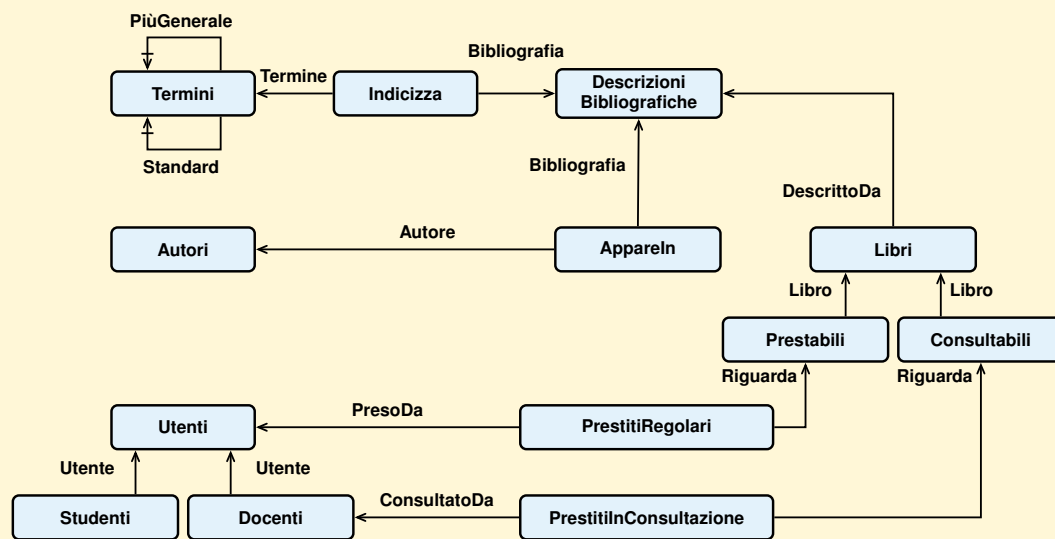 PiùGenerale
Bibliografia
Termine
Termini
Indicizza
Descrizioni
Bibliografiche
Standard
Bibliografia
DescrittoDa
Autore
Autori
AppareIn
Libri
Libro
Libro
Prestabili
Consultabili
Riguarda
Riguarda
PresoDa
Utenti
PrestitiRegolari
Utente
Utente
ConsultatoDa
Studenti
Docenti
PrestitiInConsultazione